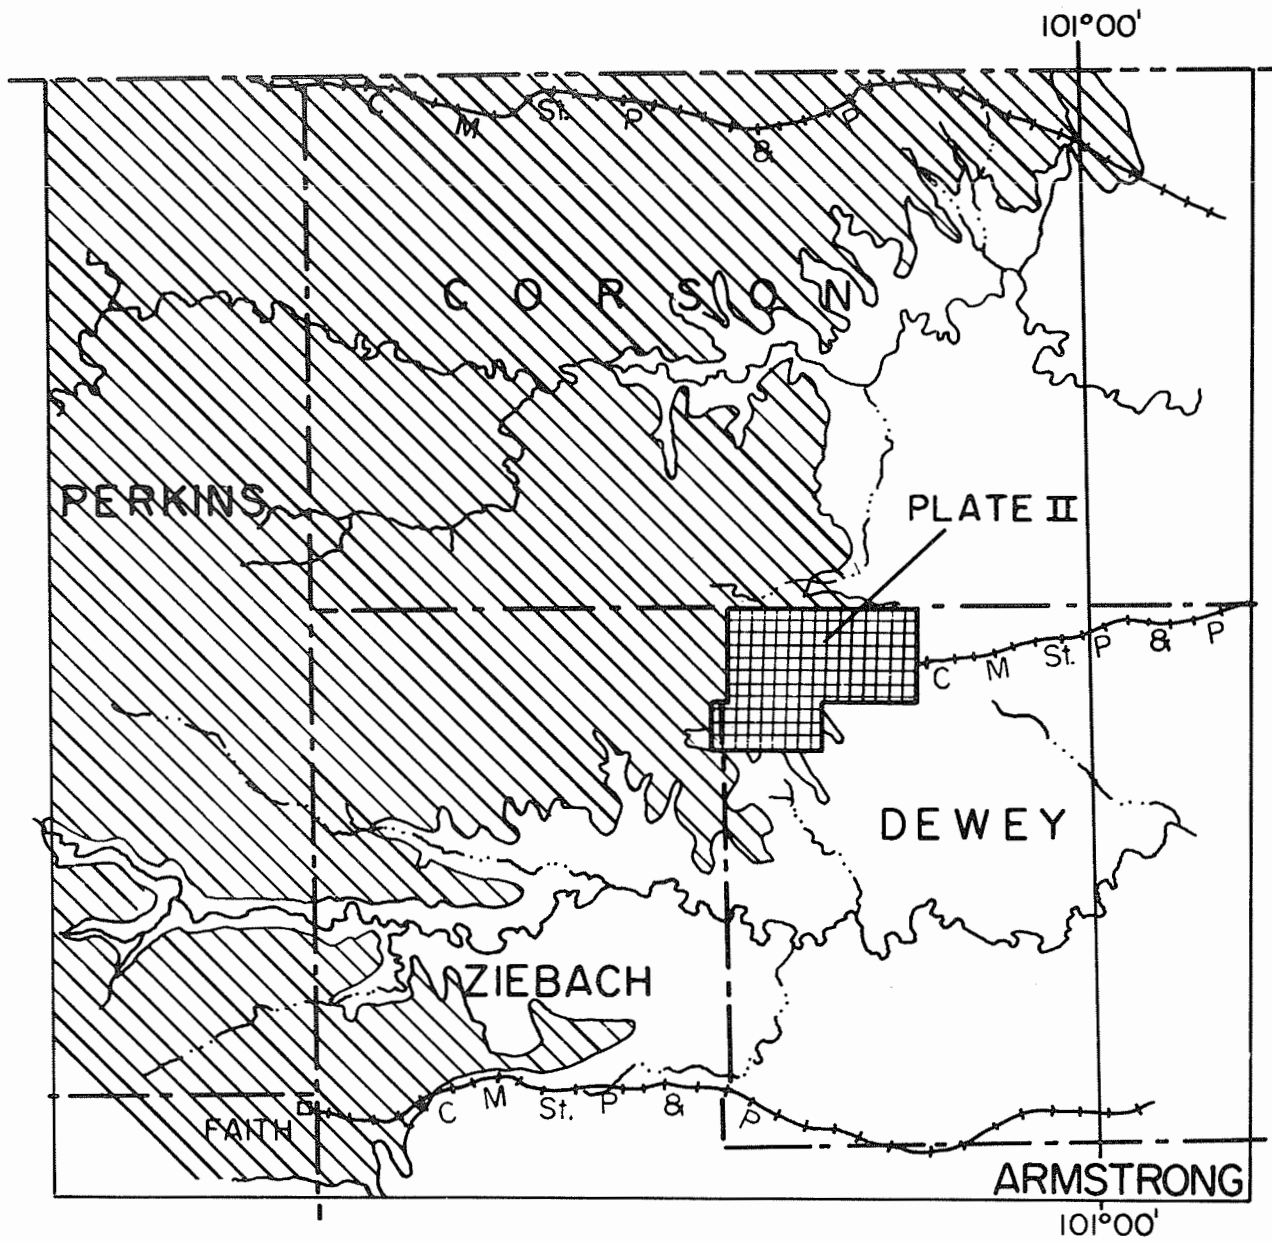 101°00'
C M St. P & P
CORSON
PERKINS
PLATE II
C M St. P & P
DEWEY
ZIEBACH
C M St. P & P
FAITH
ARMSTRONG
101°00'